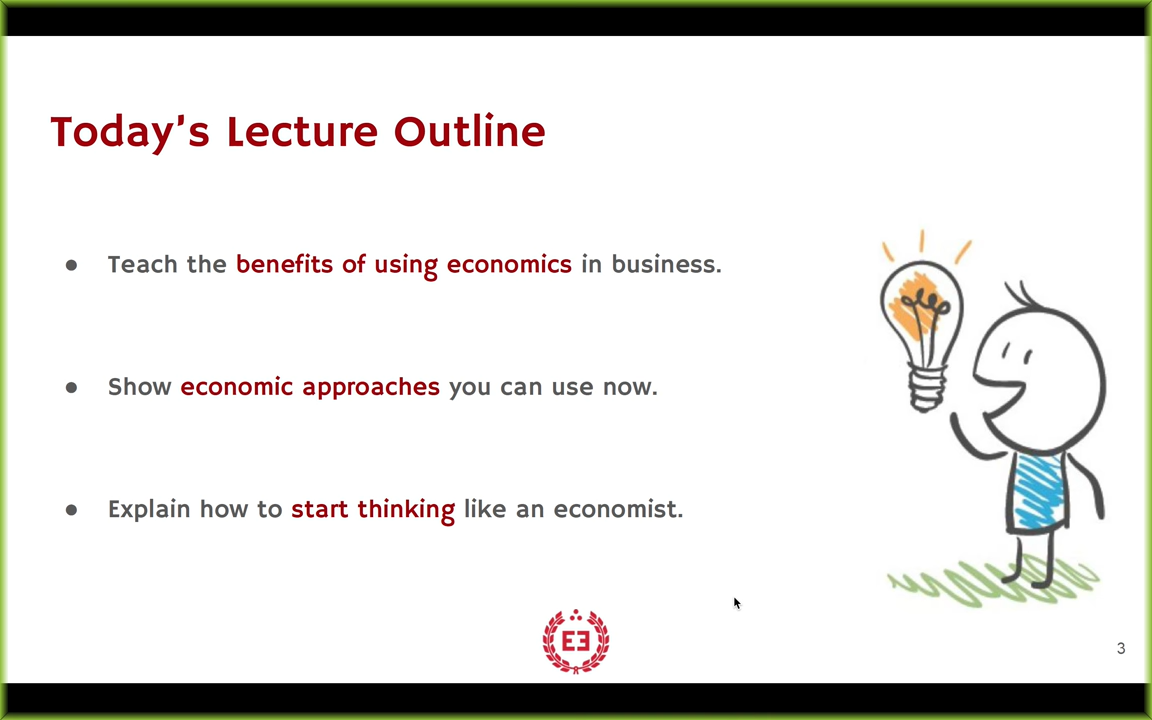 Today's Lecture Outline
● Teach the benefits of using economics in business.
● Show economic approaches you can use now.
● Explain how to start thinking like an economist.
EƎ
3